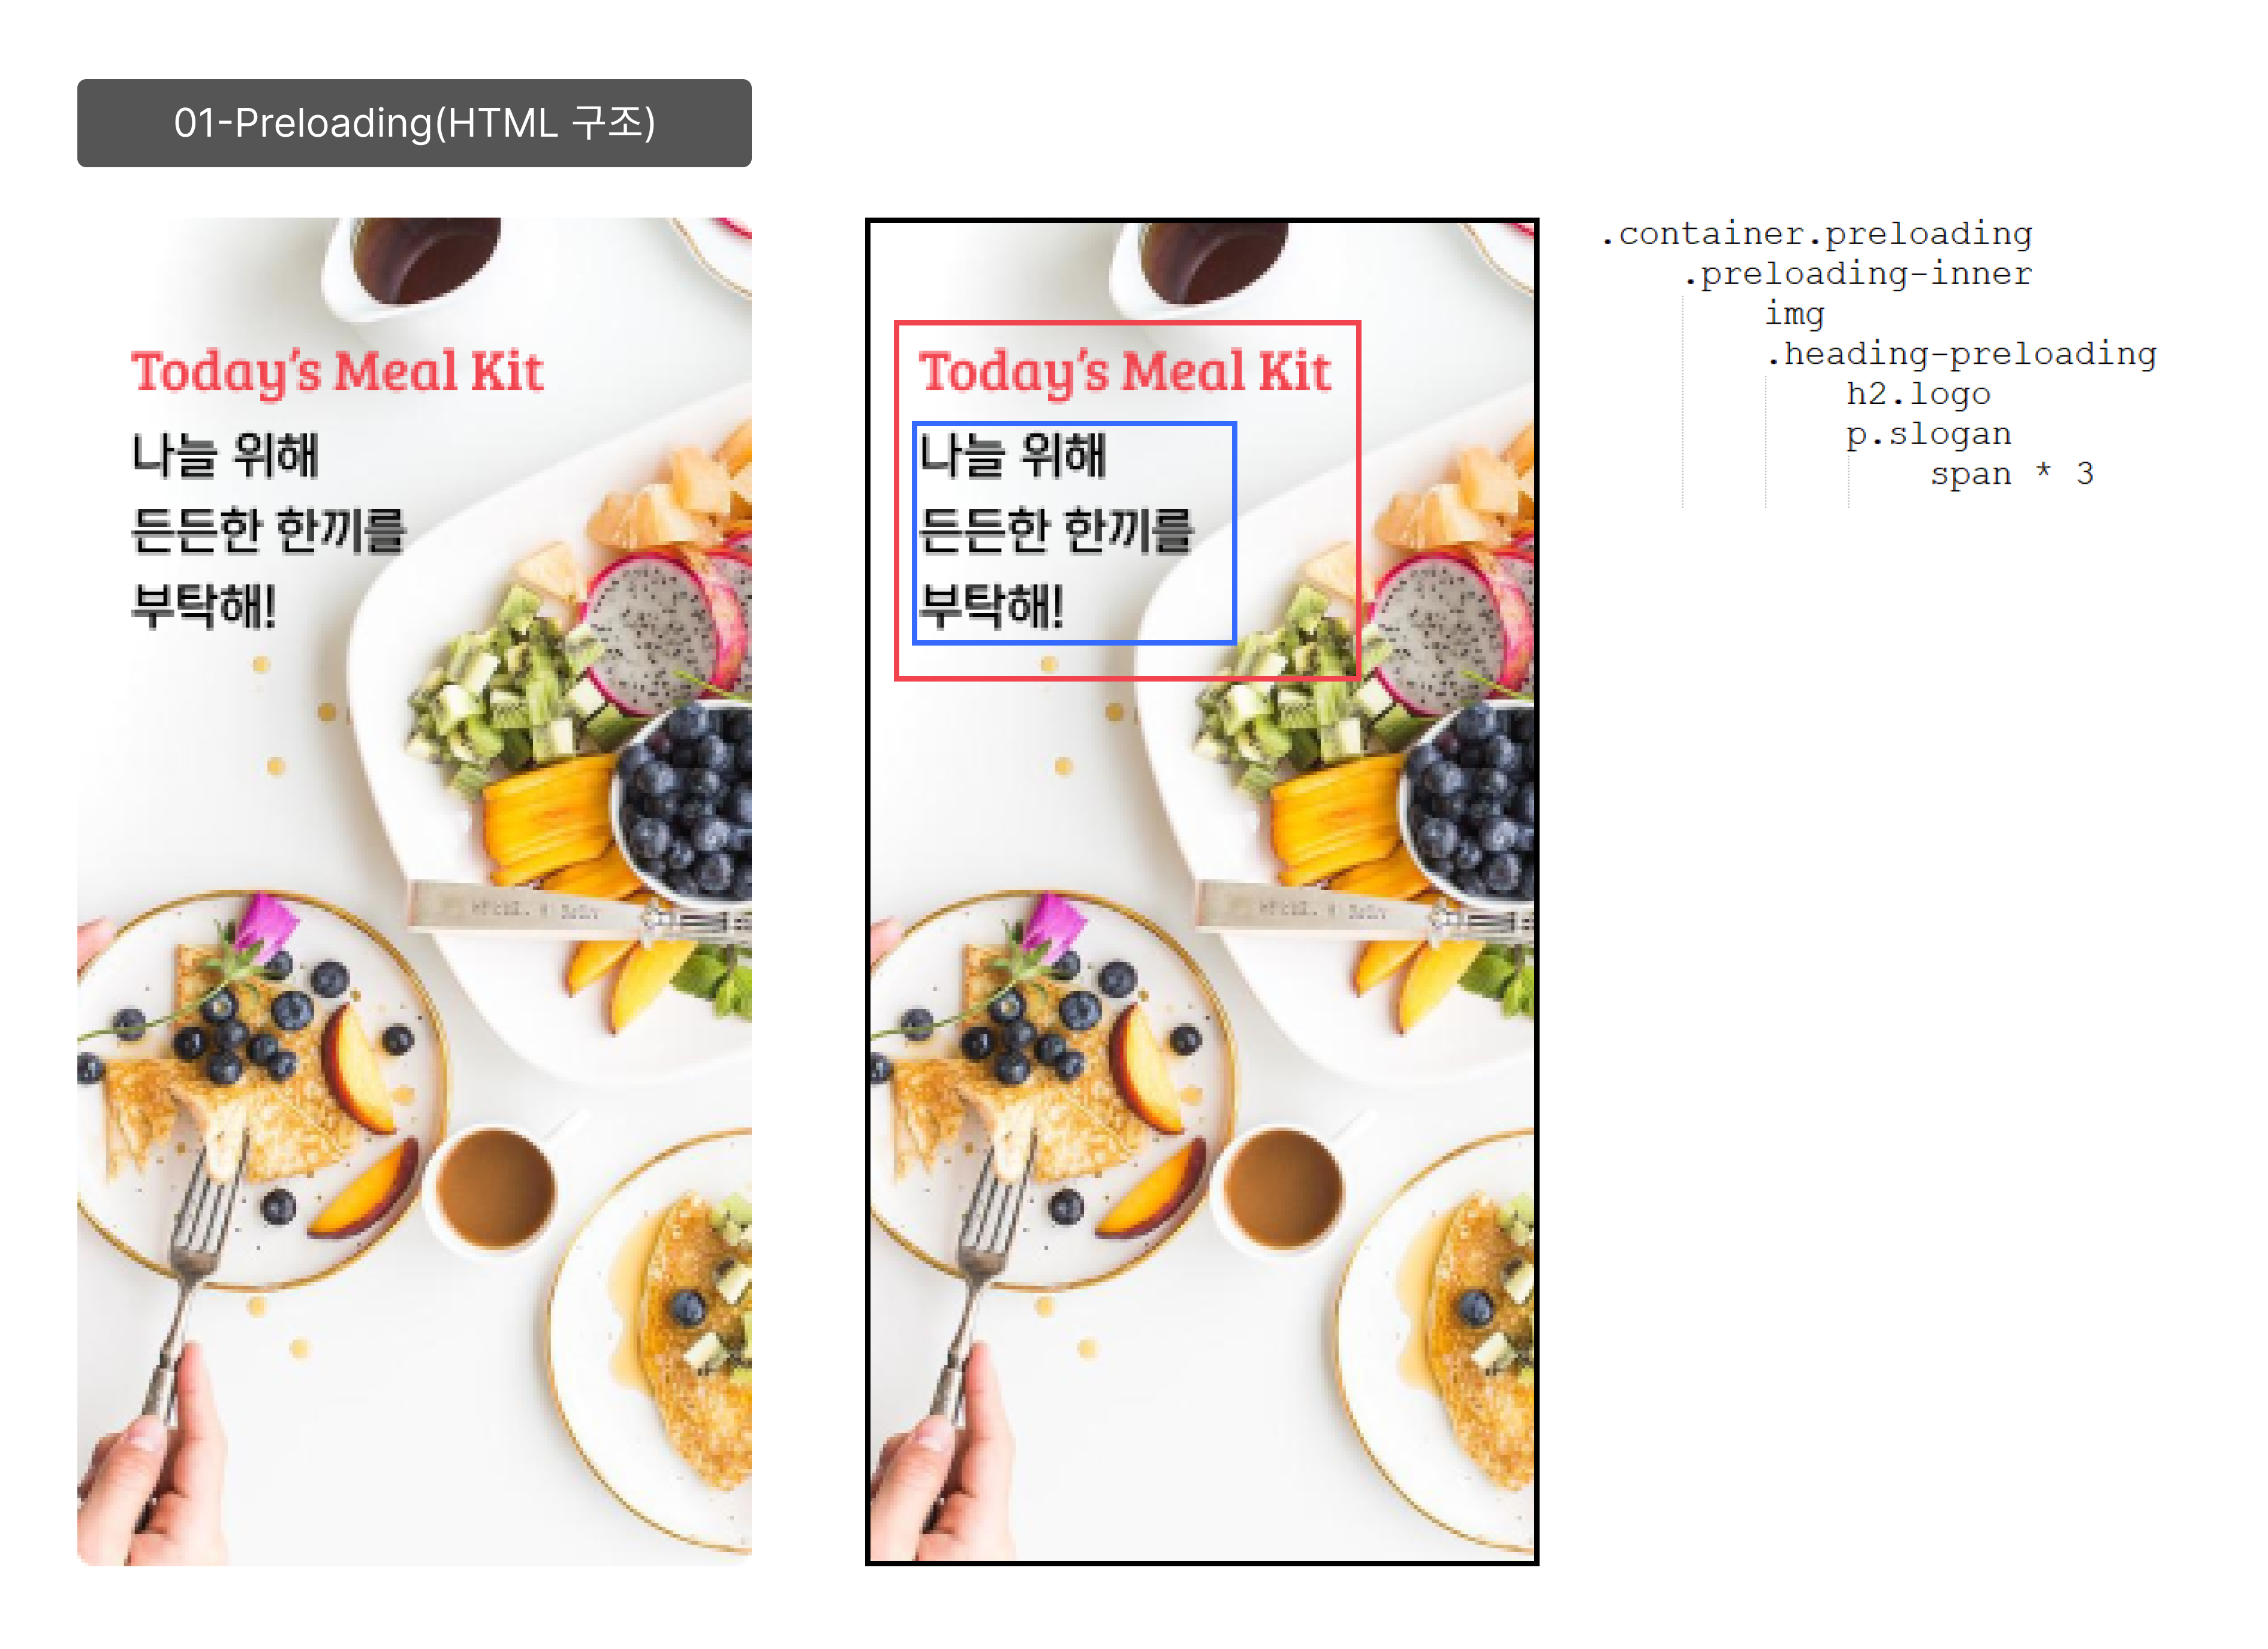 01-Preloading(HTML 구조)
Today's Meal Kit
나늘 위해
든든한 한끼를
부탁해!
Today's Meal Kit
나늘 위해
든든한 한끼를
부탁해!
.container.preloading
.preloading-inner
img
.heading-preloading
h2.logo
p.slogan
span * 3